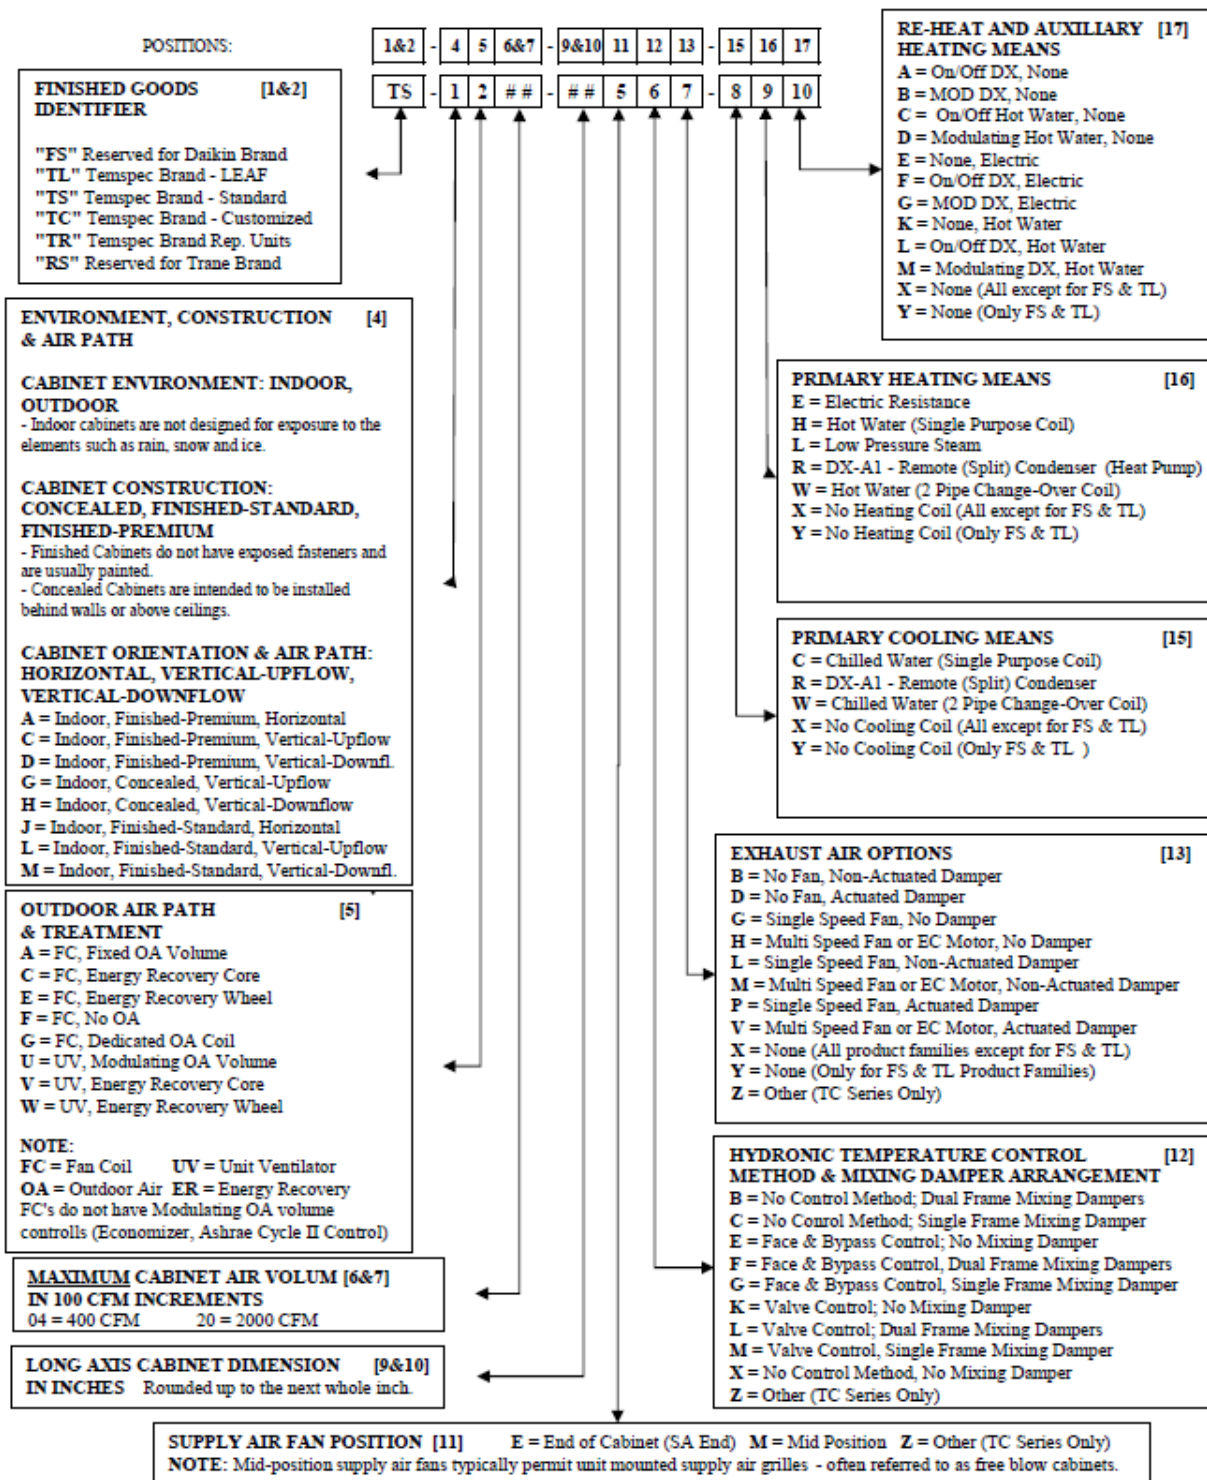 POSITIONS: 1&2 - 4 5 6&7 - 9&10 11 12 13 - 15 16 17
TS - 1 2 ## - ## 5 6 7 - 8 9 10
FINISHED GOODS [1&2]
IDENTIFIER
"FS" Reserved for Daikin Brand
"TL" Temspec Brand - LEAF
"TS" Temspec Brand - Standard
"TC" Temspec Brand - Customized
"TR" Temspec Brand Rep. Units
"RS" Reserved for Trane Brand
ENVIRONMENT, CONSTRUCTION [4]
& AIR PATH
CABINET ENVIRONMENT: INDOOR,
OUTDOOR
- Indoor cabinets are not designed for exposure to the
elements such as rain, snow and ice.
CABINET CONSTRUCTION:
CONCEALED, FINISHED-STANDARD,
FINISHED-PREMIUM
- Finished Cabinets do not have exposed fasteners and
are usually painted.
- Concealed Cabinets are intended to be installed
behind walls or above ceilings.
CABINET ORIENTATION & AIR PATH:
HORIZONTAL, VERTICAL-UPFLOW,
VERTICAL-DOWNFLOW
A = Indoor, Finished-Premium, Horizontal
C = Indoor, Finished-Premium, Vertical-Upflow
D = Indoor, Finished-Premium, Vertical-Downfl.
G = Indoor, Concealed, Vertical-Upflow
H = Indoor, Concealed, Vertical-Downflow
J = Indoor, Finished-Standard, Horizontal
L = Indoor, Finished-Standard, Vertical-Upflow
M = Indoor, Finished-Standard, Vertical-Downfl.
OUTDOOR AIR PATH [5]
& TREATMENT
A = FC, Fixed OA Volume
C = FC, Energy Recovery Core
E = FC, Energy Recovery Wheel
F = FC, No OA
G = FC, Dedicated OA Coil
U = UV, Modulating OA Volume
V = UV, Energy Recovery Core
W = UV, Energy Recovery Wheel
NOTE:
FC = Fan Coil UV = Unit Ventilator
OA = Outdoor Air ER = Energy Recovery
FC's do not have Modulating OA volume
controlls (Economizer, Ashrae Cycle II Control)
MAXIMUM CABINET AIR VOLUM [6&7]
IN 100 CFM INCREMENTS
04 = 400 CFM 20 = 2000 CFM
LONG AXIS CABINET DIMENSION [9&10]
IN INCHES Rounded up to the next whole inch.
RE-HEAT AND AUXILIARY [17]
HEATING MEANS
A = On/Off DX, None
B = MOD DX, None
C = On/Off Hot Water, None
D = Modulating Hot Water, None
E = None, Electric
F = On/Off DX, Electric
G = MOD DX, Electric
K = None, Hot Water
L = On/Off DX, Hot Water
M = Modulating DX, Hot Water
X = None (All except for FS & TL)
Y = None (Only FS & TL)
PRIMARY HEATING MEANS [16]
E = Electric Resistance
H = Hot Water (Single Purpose Coil)
L = Low Pressure Steam
R = DX-A1 - Remote (Split) Condenser (Heat Pump)
W = Hot Water (2 Pipe Change-Over Coil)
X = No Heating Coil (All except for FS & TL)
Y = No Heating Coil (Only FS & TL)
PRIMARY COOLING MEANS [15]
C = Chilled Water (Single Purpose Coil)
R = DX-A1 - Remote (Split) Condenser
W = Chilled Water (2 Pipe Change-Over Coil)
X = No Cooling Coil (All except for FS & TL)
Y = No Cooling Coil (Only FS & TL )
EXHAUST AIR OPTIONS [13]
B = No Fan, Non-Actuated Damper
D = No Fan, Actuated Damper
G = Single Speed Fan, No Damper
H = Multi Speed Fan or EC Motor, No Damper
L = Single Speed Fan, Non-Actuated Damper
M = Multi Speed Fan or EC Motor, Non-Actuated Damper
P = Single Speed Fan, Actuated Damper
V = Multi Speed Fan or EC Motor, Actuated Damper
X = None (All product families except for FS & TL)
Y = None (Only for FS & TL Product Families)
Z = Other (TC Series Only)
HYDRONIC TEMPERATURE CONTROL [12]
METHOD & MIXING DAMPER ARRANGEMENT
B = No Control Method; Dual Frame Mixing Dampers
C = No Conrol Method; Single Frame Mixing Damper
E = Face & Bypass Control; No Mixing Damper
F = Face & Bypass Control, Dual Frame Mixing Dampers
G = Face & Bypass Control, Single Frame Mixing Damper
K = Valve Control; No Mixing Damper
L = Valve Control; Dual Frame Mixing Dampers
M = Valve Control, Single Frame Mixing Damper
X = No Control Method, No Mixing Damper
Z = Other (TC Series Only)
SUPPLY AIR FAN POSITION [11] E = End of Cabinet (SA End) M = Mid Position Z = Other (TC Series Only)
NOTE: Mid-position supply air fans typically permit unit mounted supply air grilles - often referred to as free blow cabinets.